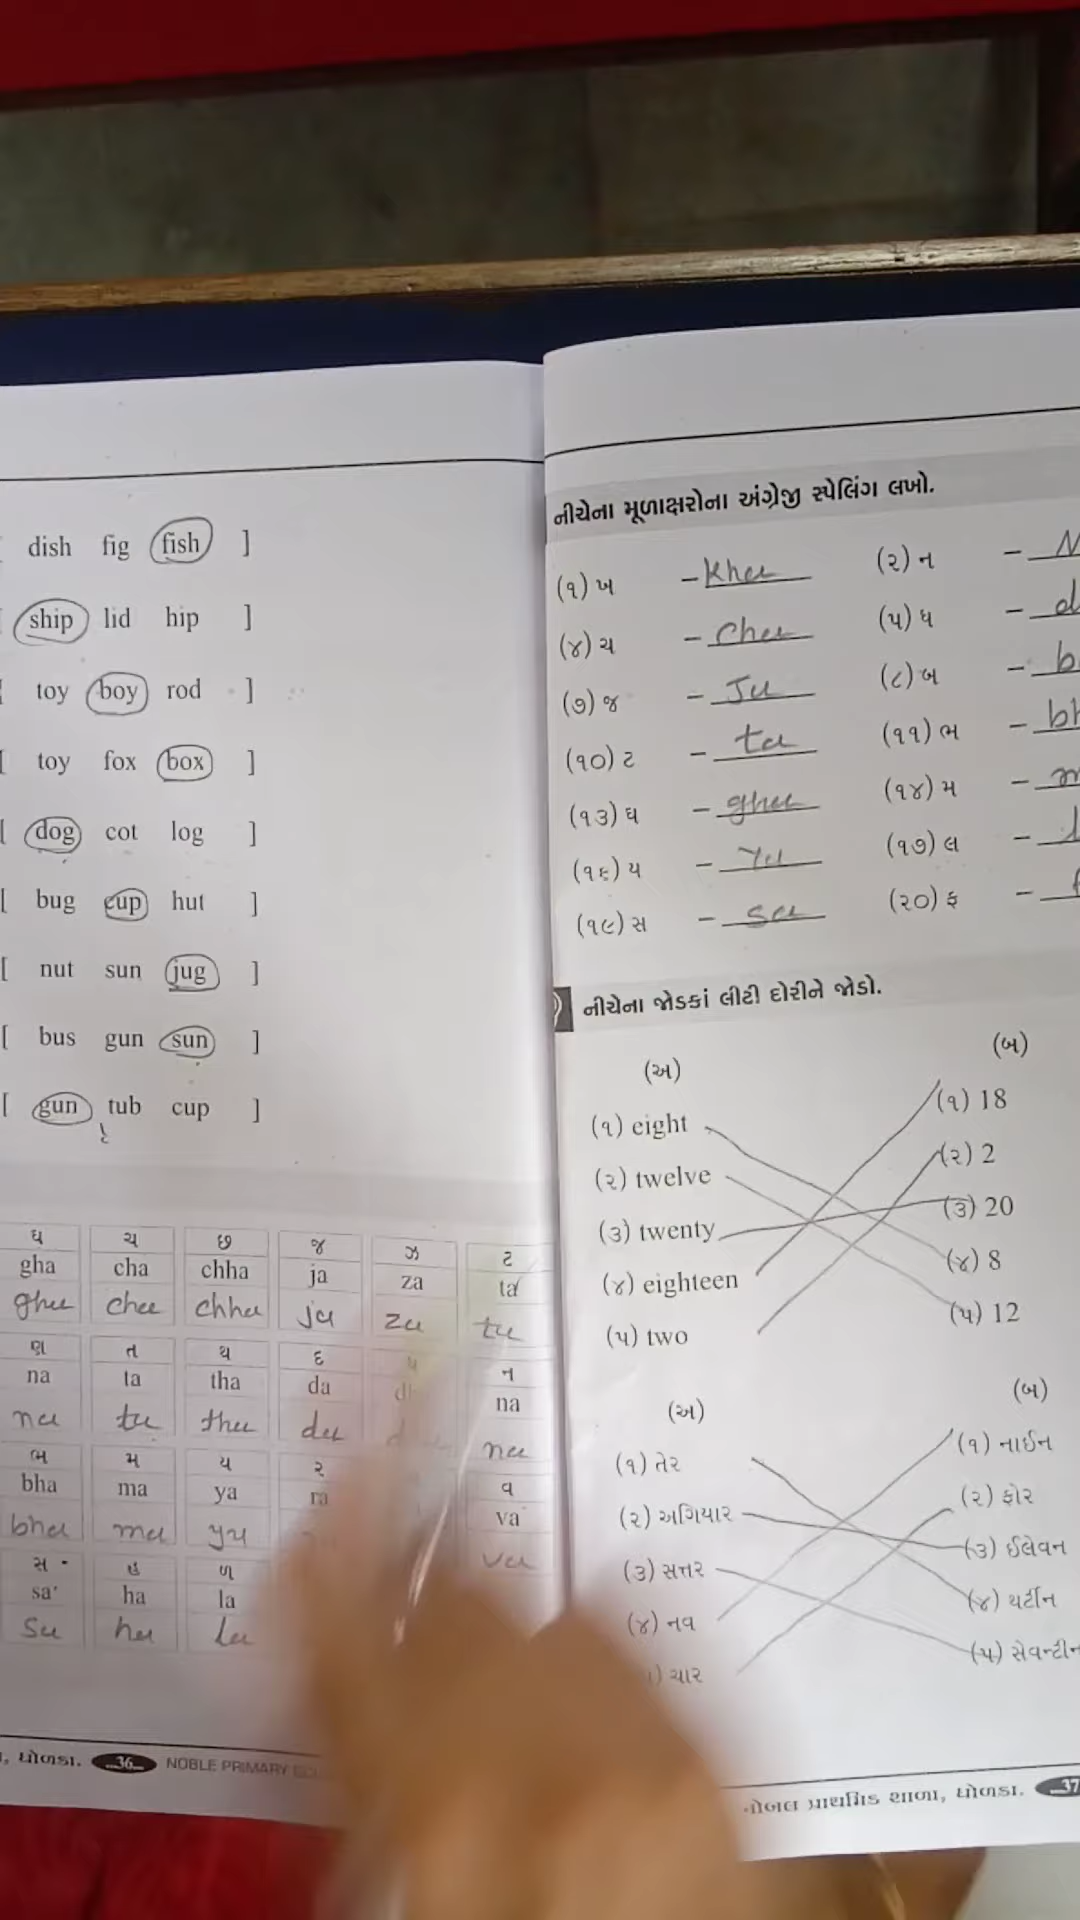 dish fig fish ]
ship lid hip ]
[ toy boy rod ]
[ toy fox box ]
[ dog cot log ]
[ bug cup hut ]
[ nut sun jug ]
[ bus gun sun ]
[ gun tub cup ]
ઘ ચ છ જ ઝ ટ
gha cha chha ja za ta
gha cha chha ja za ta
ણ ત થ દ ન
na ta tha da na
na ta tha da na
ભ મ ય ર વ
bha ma ya ra va
bha ma ya va
સ હ ળ
sa ha la
sa ha la
ધોળકા. 36 NOBLE PRIMARY
નીચેના મૂળાક્ષરોના અંગ્રેજી સ્પેલિંગ લખો.
(૧) ખ – kha (૨) ન –
(૪) ચ – cha (૫) ધ –
(૭) જ – Ja (૮) બ –
(૧૦) ટ – ta (૧૧) ભ –
(૧૩) ઘ – gha (૧૪) મ –
(૧૬) ય – ya (૧૭) લ –
(૧૯) સ – sa (૨૦) ફ –
નીચેના જોડકાં લીટી દોરીને જોડો.
(અ) (બ)
(૧) eight (૧) 18
(૨) twelve (૨) 2
(૩) twenty (૩) 20
(૪) eighteen (૪) 8
(૫) two (૫) 12
(અ) (બ)
(૧) તેર (૧) નાઈન
(૨) અગિયાર (૨) ફોર
(૩) સત્તર (૩) ઈલેવન
(૪) નવ (૪) થર્ટીન
ચાર (૫) સેવન્ટીન
નોબલ પ્રાથમિક શાળા, ધોળકા. 37